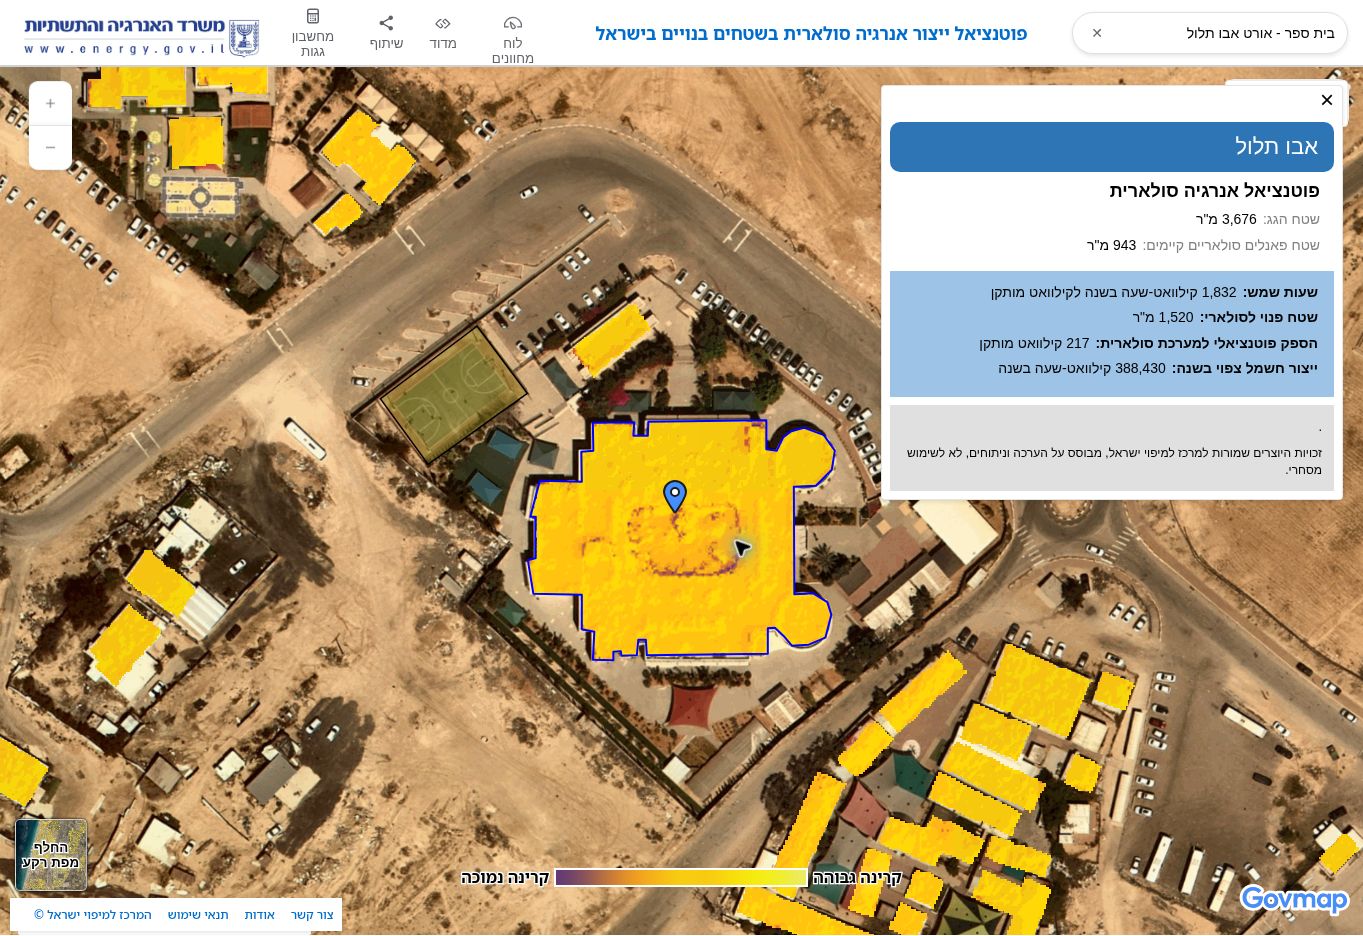 בית ספר - אורט אבו תלול
פוטנציאל ייצור אנרגיה סולארית בשטחים בנויים בישראל
לוח מחוונים
מדוד
שיתוף
מחשבון גגות
משרד האנרגיה והתשתיות
www.energy.gov.il
אבו תלול
פוטנציאל אנרגיה סולארית
שטח הגג: 3,676 מ"ר
שטח פאנלים סולאריים קיימים: 943 מ"ר
שעות שמש: 1,832 קילוואט-שעה בשנה לקילוואט מותקן
שטח פנוי לסולארי: 1,520 מ"ר
הספק פוטנציאלי למערכת סולארית: 217 קילוואט מותקן
ייצור חשמל צפוי בשנה: 388,430 קילוואט-שעה בשנה
.
זכויות היוצרים שמורות למרכז למיפוי ישראל, מבוסס על הערכה וניתוחים, לא לשימוש
מסחרי.
החלף
מפת רקע
קרינה גבוהה
קרינה נמוכה
צור קשר אודות תנאי שימוש המרכז למיפוי ישראל ©
Govmap